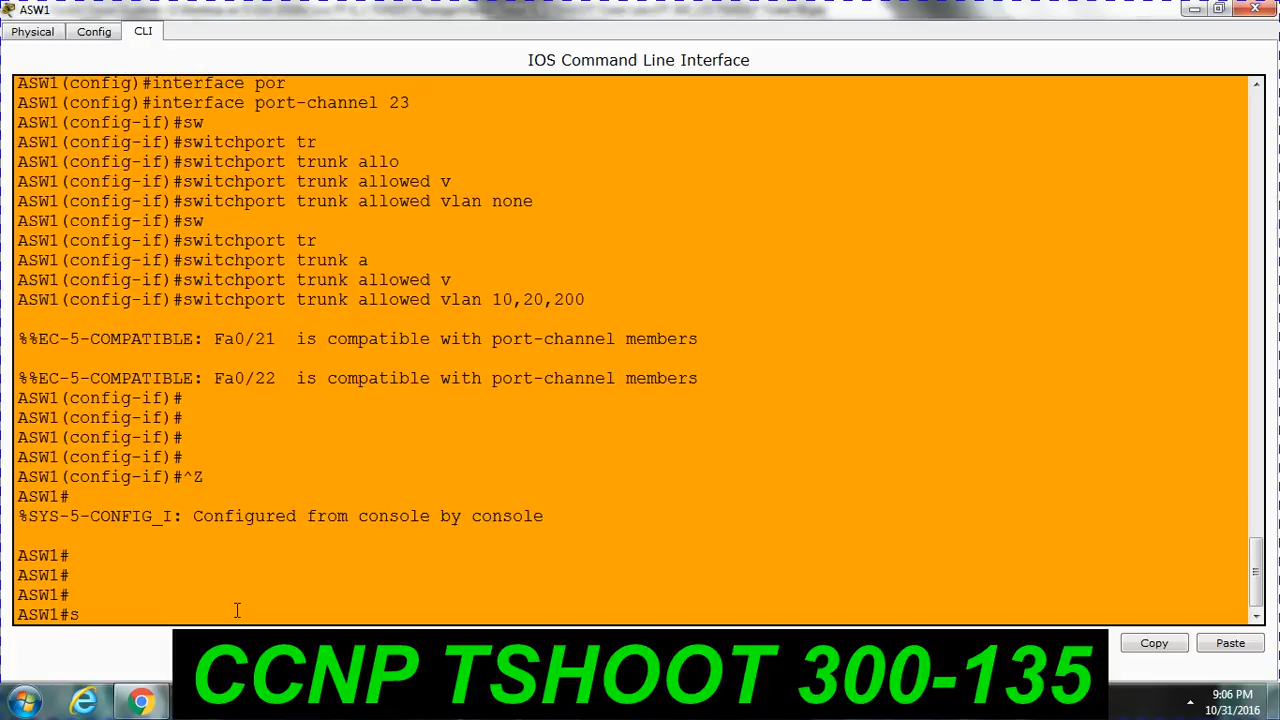 ASW1
Physical Config CLI
IOS Command Line Interface
ASW1(config)#interface por
ASW1(config)#interface port-channel 23
ASW1(config-if)#sw
ASW1(config-if)#switchport tr
ASW1(config-if)#switchport trunk allo
ASW1(config-if)#switchport trunk allowed v
ASW1(config-if)#switchport trunk allowed vlan none
ASW1(config-if)#sw
ASW1(config-if)#switchport tr
ASW1(config-if)#switchport trunk a
ASW1(config-if)#switchport trunk allowed v
ASW1(config-if)#switchport trunk allowed vlan 10,20,200
%%EC-5-COMPATIBLE: Fa0/21  is compatible with port-channel members
%%EC-5-COMPATIBLE: Fa0/22  is compatible with port-channel members
ASW1(config-if)#
ASW1(config-if)#
ASW1(config-if)#
ASW1(config-if)#
ASW1(config-if)#^Z
ASW1#
%SYS-5-CONFIG_I: Configured from console by console
ASW1#
ASW1#
ASW1#
ASW1#s
Copy Paste
CCNP TSHOOT 300-135
9:06 PM
10/31/2016